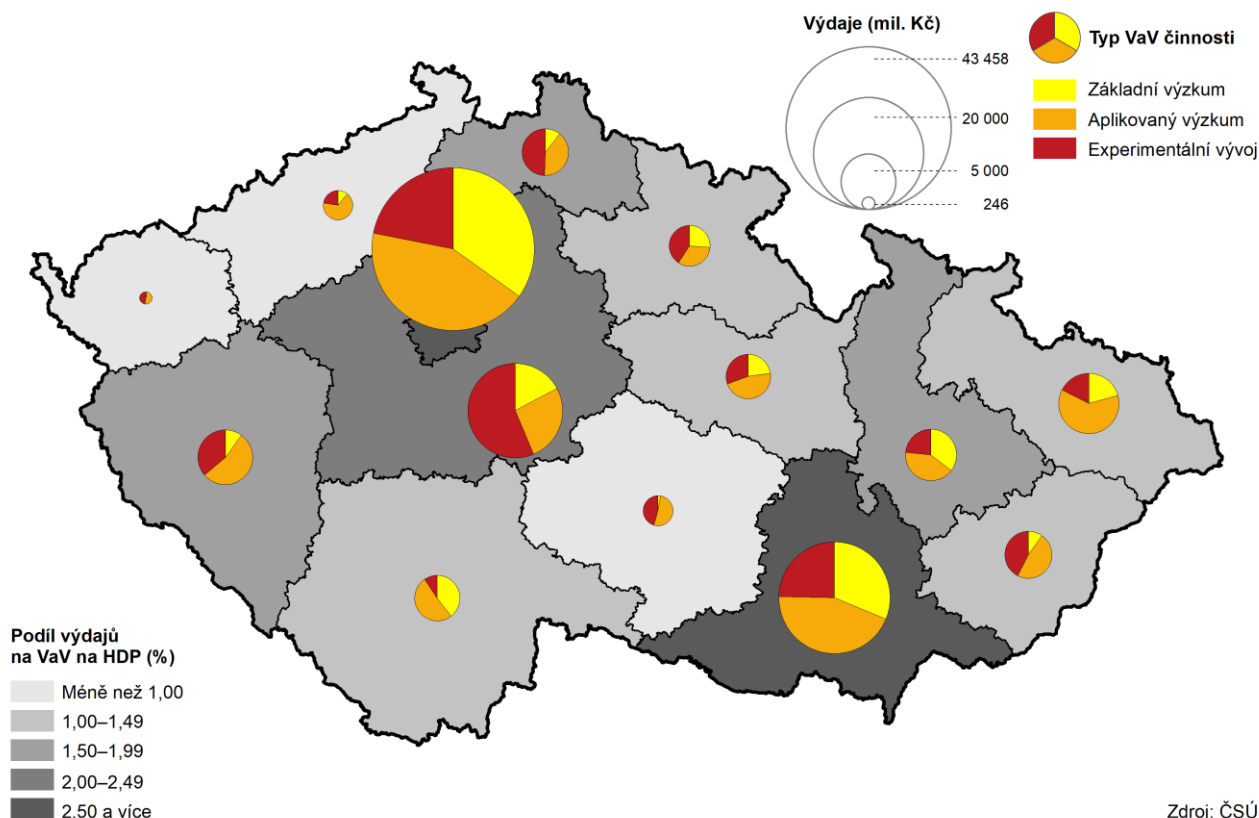 Výdaje (mil. Kč)
43 458
20 000
5 000
246
Typ VaV činnosti
Základní výzkum
Aplikovaný výzkum
Experimentální vývoj
Podíl výdajů
na VaV na HDP (%)
Méně než 1,00
1,00–1,49
1,50–1,99
2,00–2,49
2,50 a více
Zdroj: ČSÚ